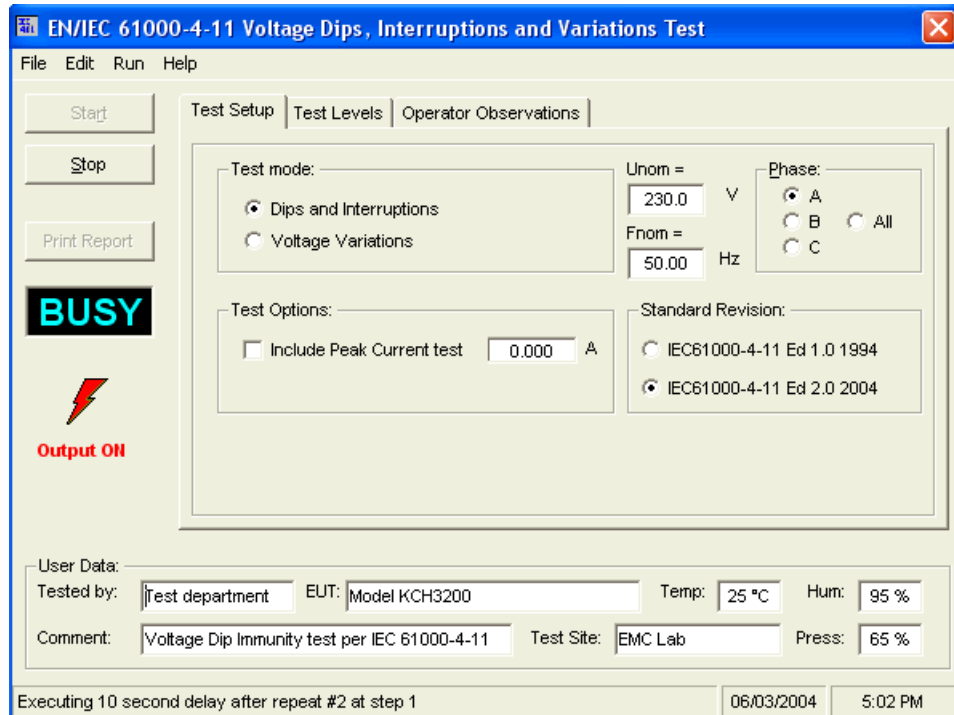 EN/IEC 61000-4-11 Voltage Dips, Interruptions and Variations Test
File Edit Run Help
Start
Stop
Print Report
BUSY
Output ON
Test Setup Test Levels Operator Observations
Test mode:
Dips and Interruptions
Voltage Variations
Unom =
230.0 V
Fnom =
50.00 Hz
Phase:
A
B All
C
Test Options:
Include Peak Current test 0.000 A
Standard Revision:
IEC61000-4-11 Ed 1.0 1994
IEC61000-4-11 Ed 2.0 2004
User Data:
Tested by: Test department EUT: Model KCH3200 Temp: 25 °C Hum: 95 %
Comment: Voltage Dip Immunity test per IEC 61000-4-11 Test Site: EMC Lab Press: 65 %
Executing 10 second delay after repeat #2 at step 1 06/03/2004 5:02 PM